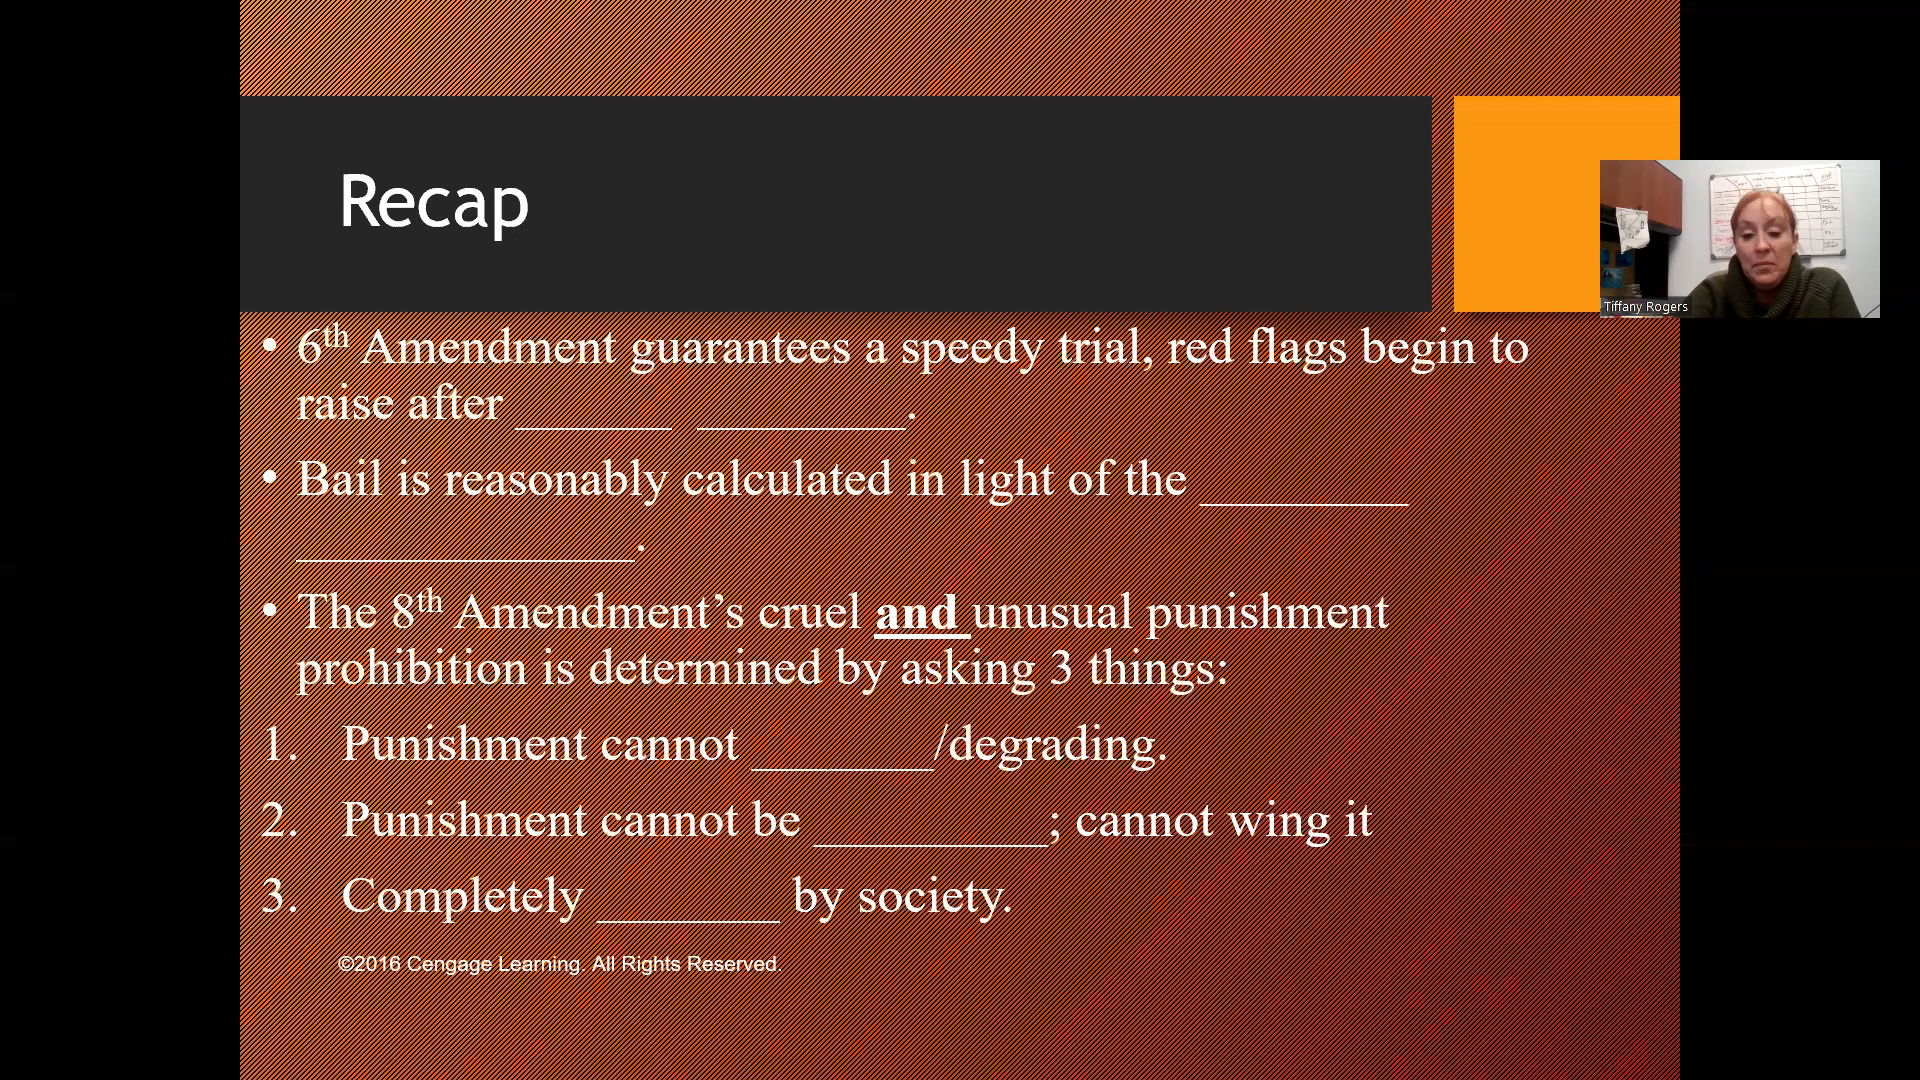 Recap
• 6th Amendment guarantees a speedy trial, red flags begin to
raise after ______ ________.
• Bail is reasonably calculated in light of the ________
_____________.
• The 8th Amendment’s cruel and unusual punishment
prohibition is determined by asking 3 things:
1. Punishment cannot _______/degrading.
2. Punishment cannot be _________; cannot wing it
3. Completely _______ by society.
©2016 Cengage Learning. All Rights Reserved.
Tiffany Rogers